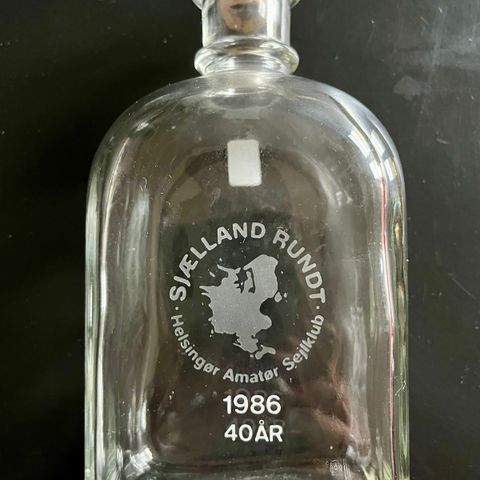 · SJÆLLAND RUNDT ·
Helsingør Amatør Sejlklub
1986
40ÅR